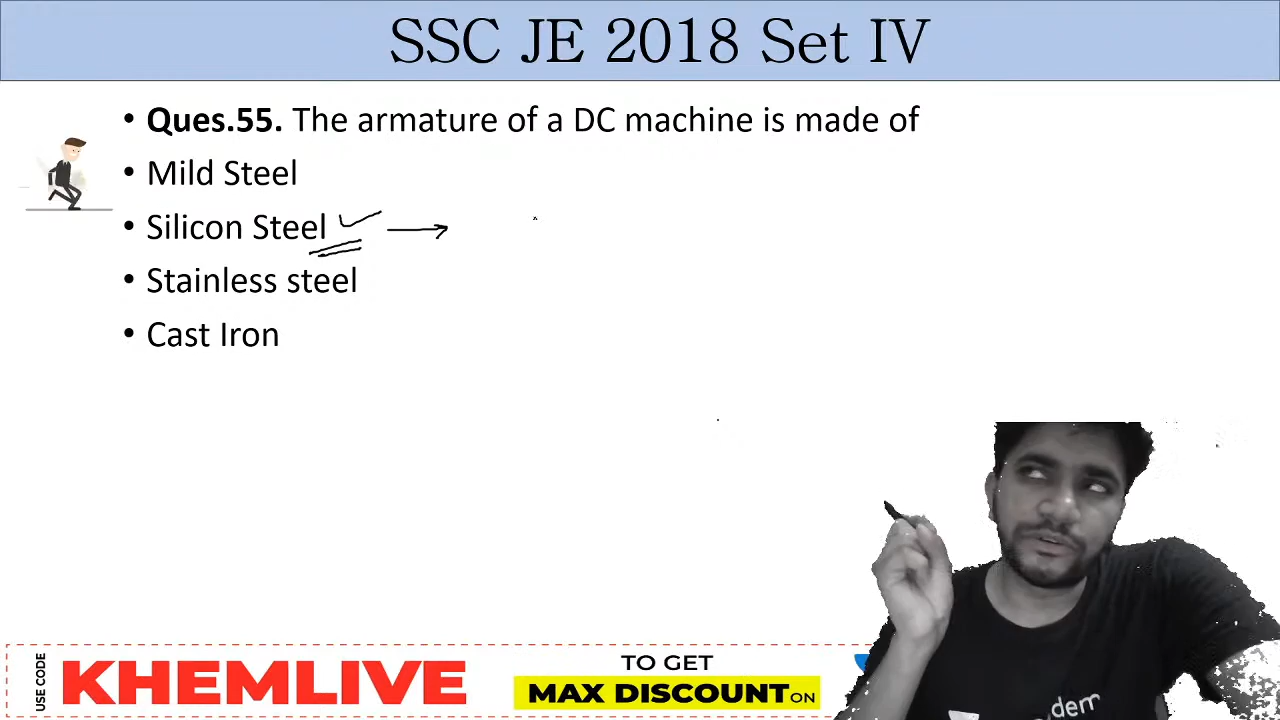 SSC JE 2018 Set IV
• Ques.55. The armature of a DC machine is made of
• Mild Steel
• Silicon Steel
• Stainless steel
• Cast Iron
USE CODE
KHEMLIVE
TO GET
MAX DISCOUNT ON